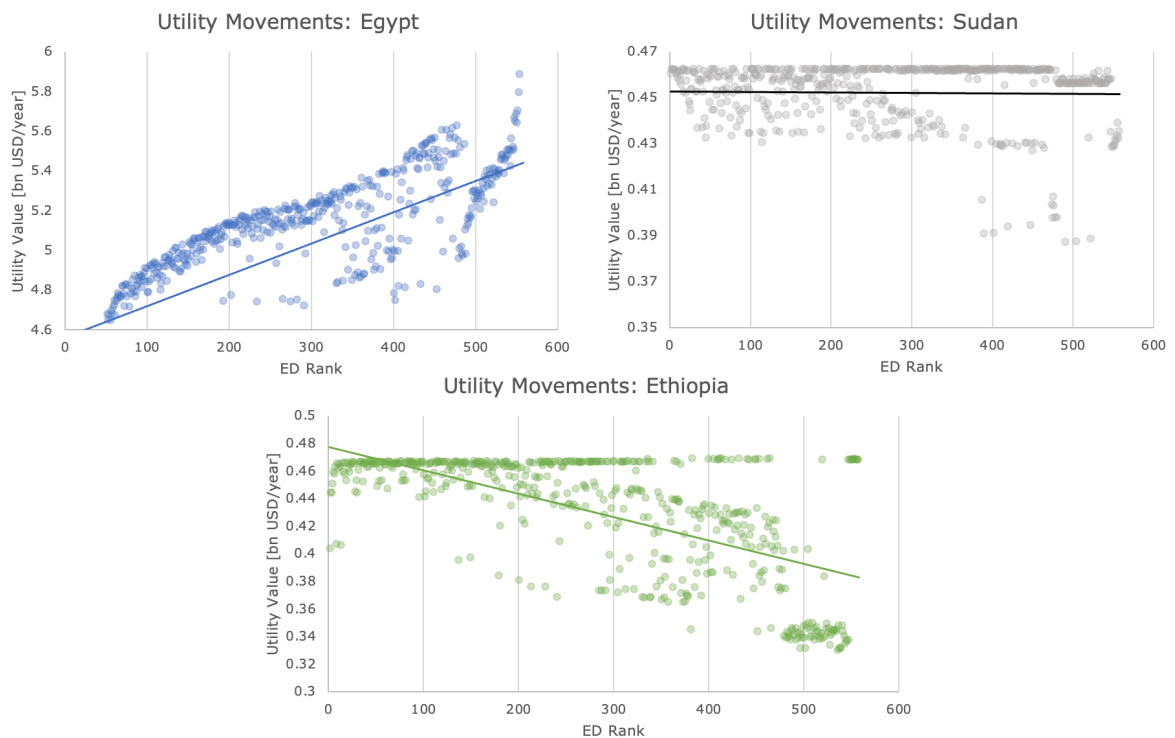 Utility Movements: Egypt
Utility Value [bn USD/year]
6
5.8
5.6
5.4
5.2
5
4.8
4.6
0 100 200 300 400 500 600
ED Rank
Utility Movements: Sudan
Utility Value [bn USD/year]
0.47
0.45
0.43
0.41
0.39
0.37
0.35
0 100 200 300 400 500 600
ED Rank
Utility Movements: Ethiopia
Utility Value [bn USD/year]
0.5
0.48
0.46
0.44
0.42
0.4
0.38
0.36
0.34
0.32
0.3
0 100 200 300 400 500 600
ED Rank